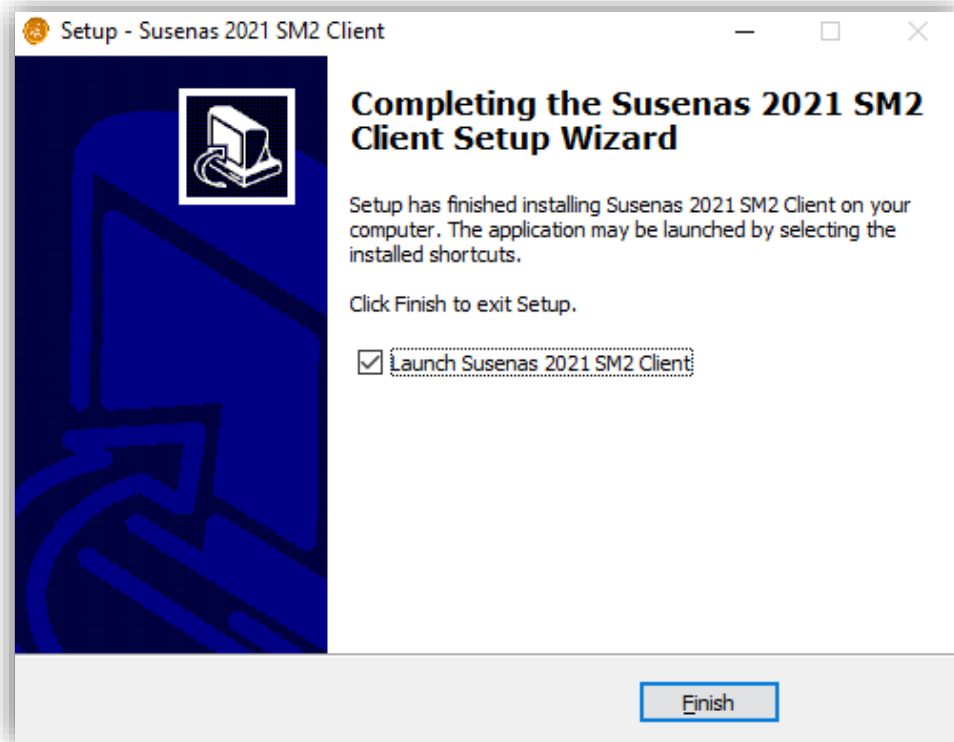 Setup - Susenas 2021 SM2 Client
Completing the Susenas 2021 SM2
Client Setup Wizard
Setup has finished installing Susenas 2021 SM2 Client on your
computer. The application may be launched by selecting the
installed shortcuts.
Click Finish to exit Setup.
Launch Susenas 2021 SM2 Client
Finish